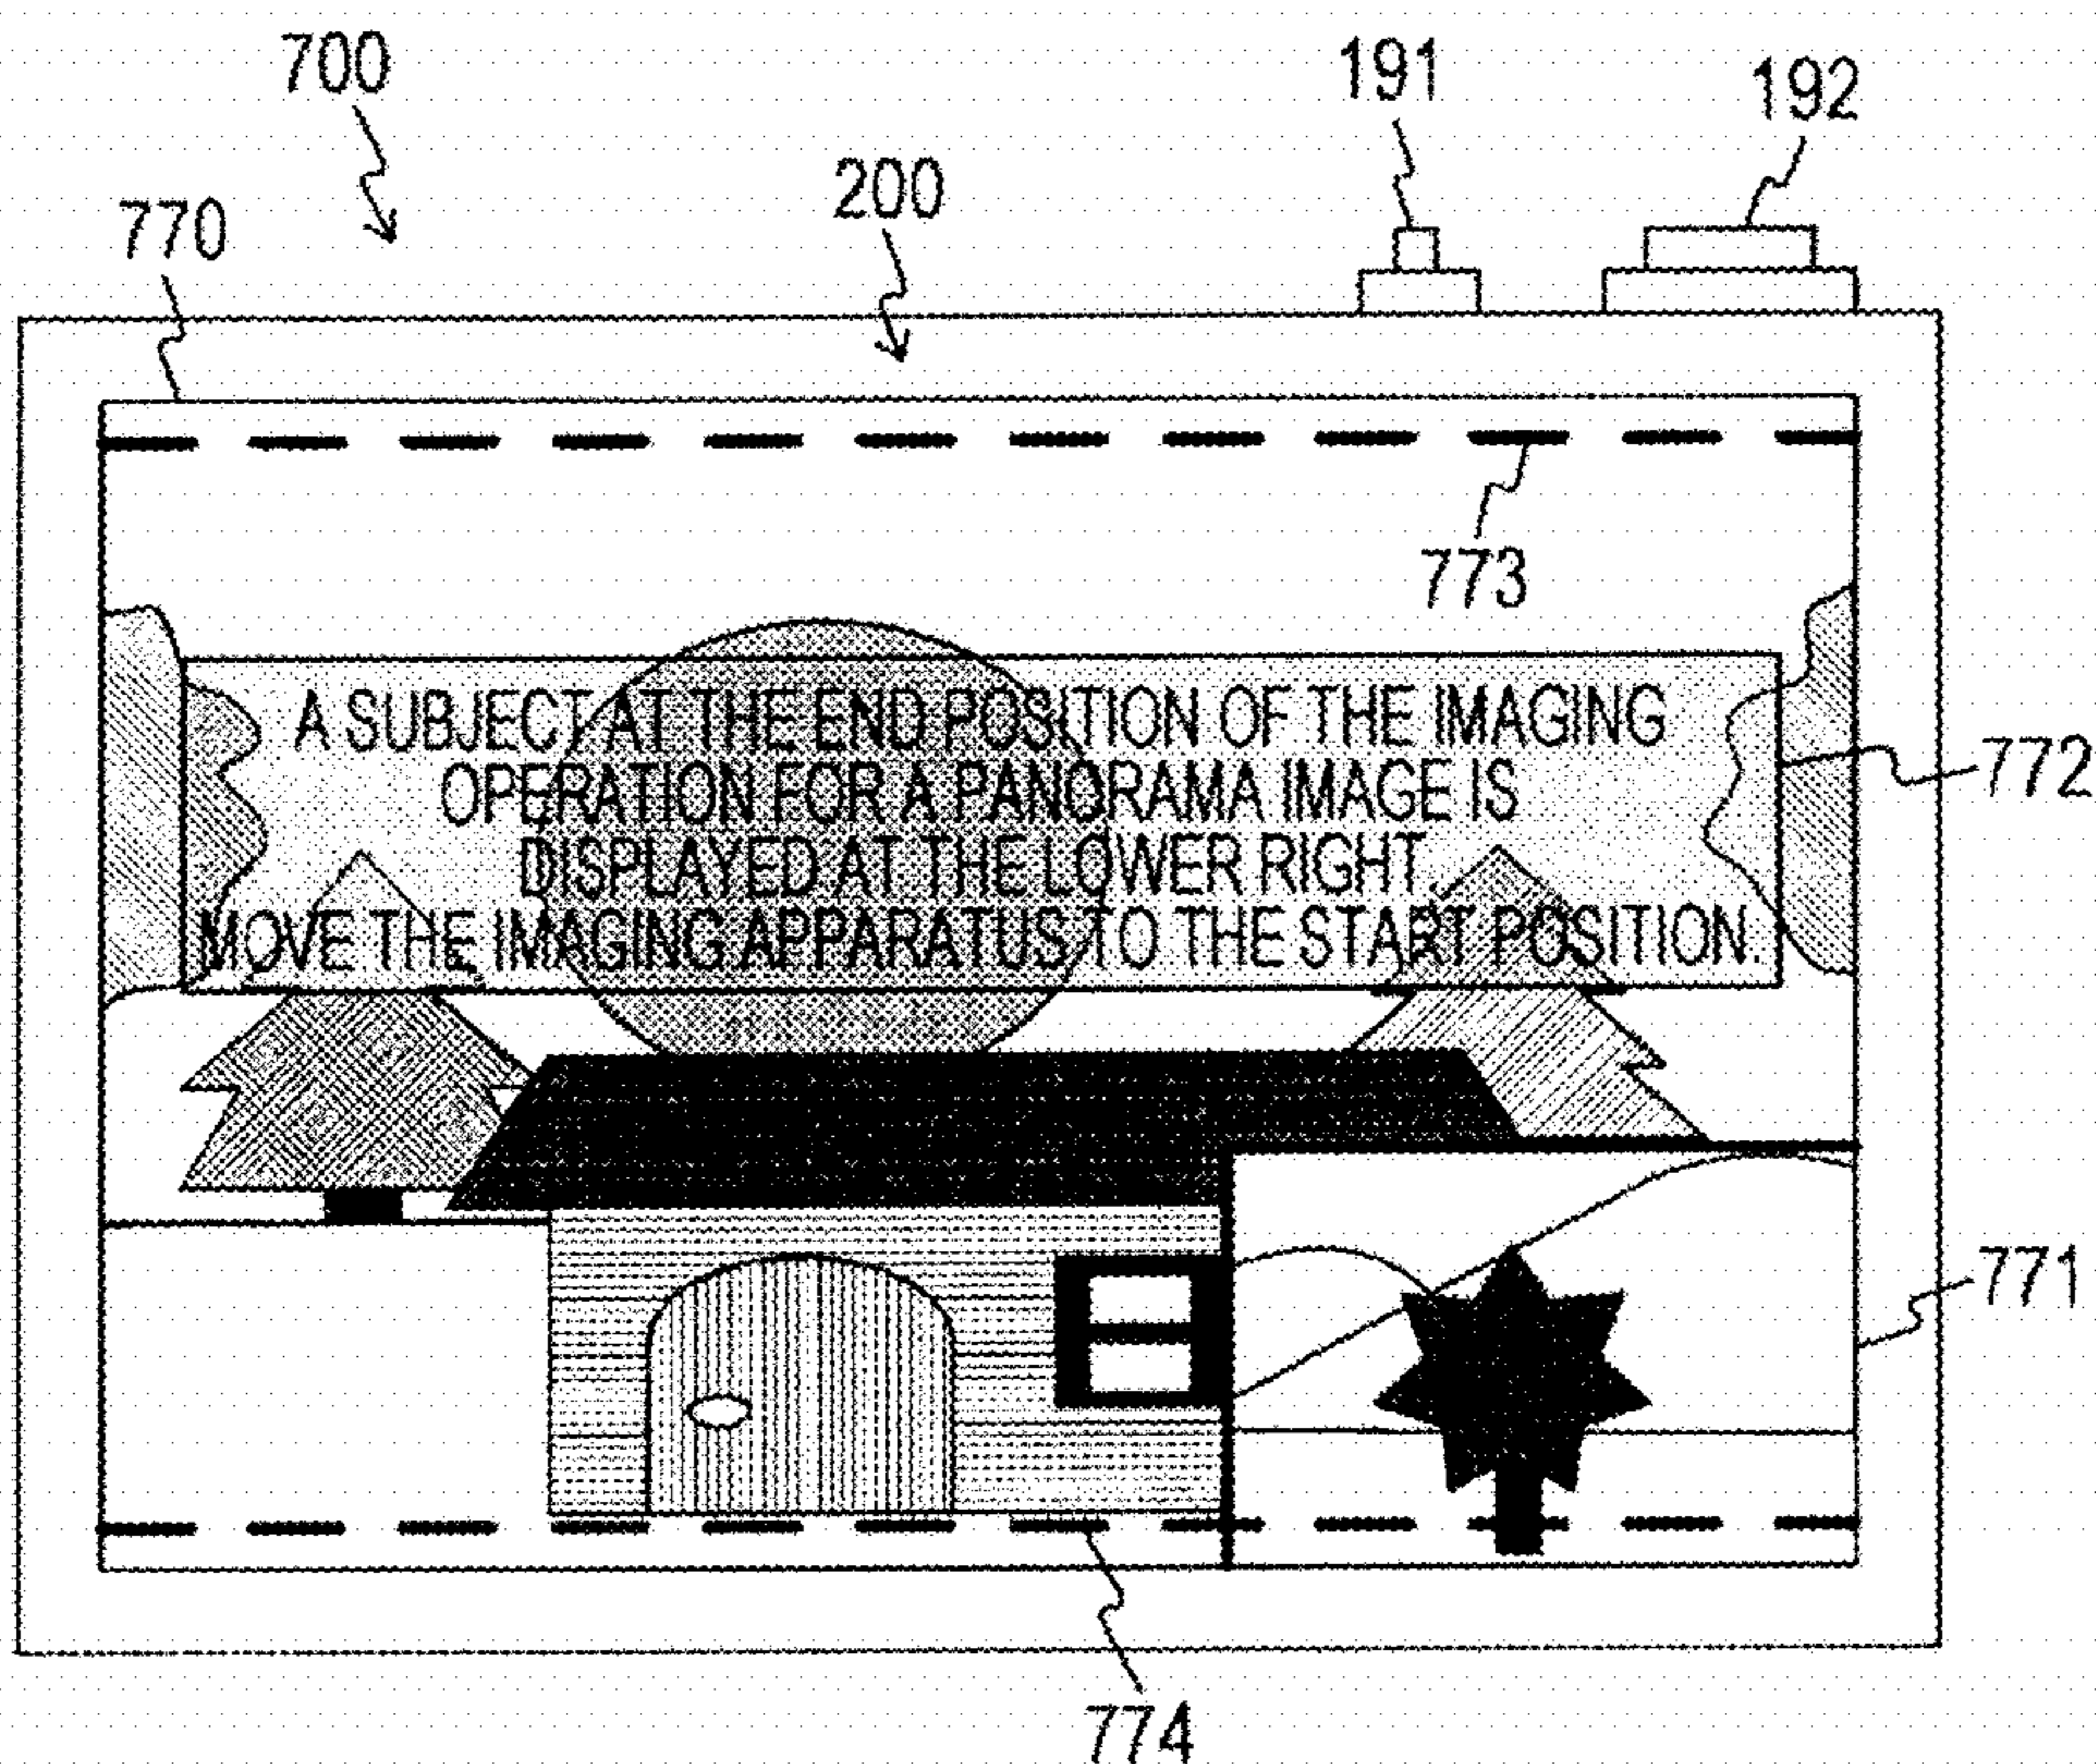 700
191
192
200
770
773
A SUBJECT AT THE END POSITION OF THE IMAGING
OPERATION FOR A PANORAMA IMAGE IS
DISPLAYED AT THE LOWER RIGHT.
MOVE THE IMAGING APPARATUS TO THE START POSITION.
772
771
774